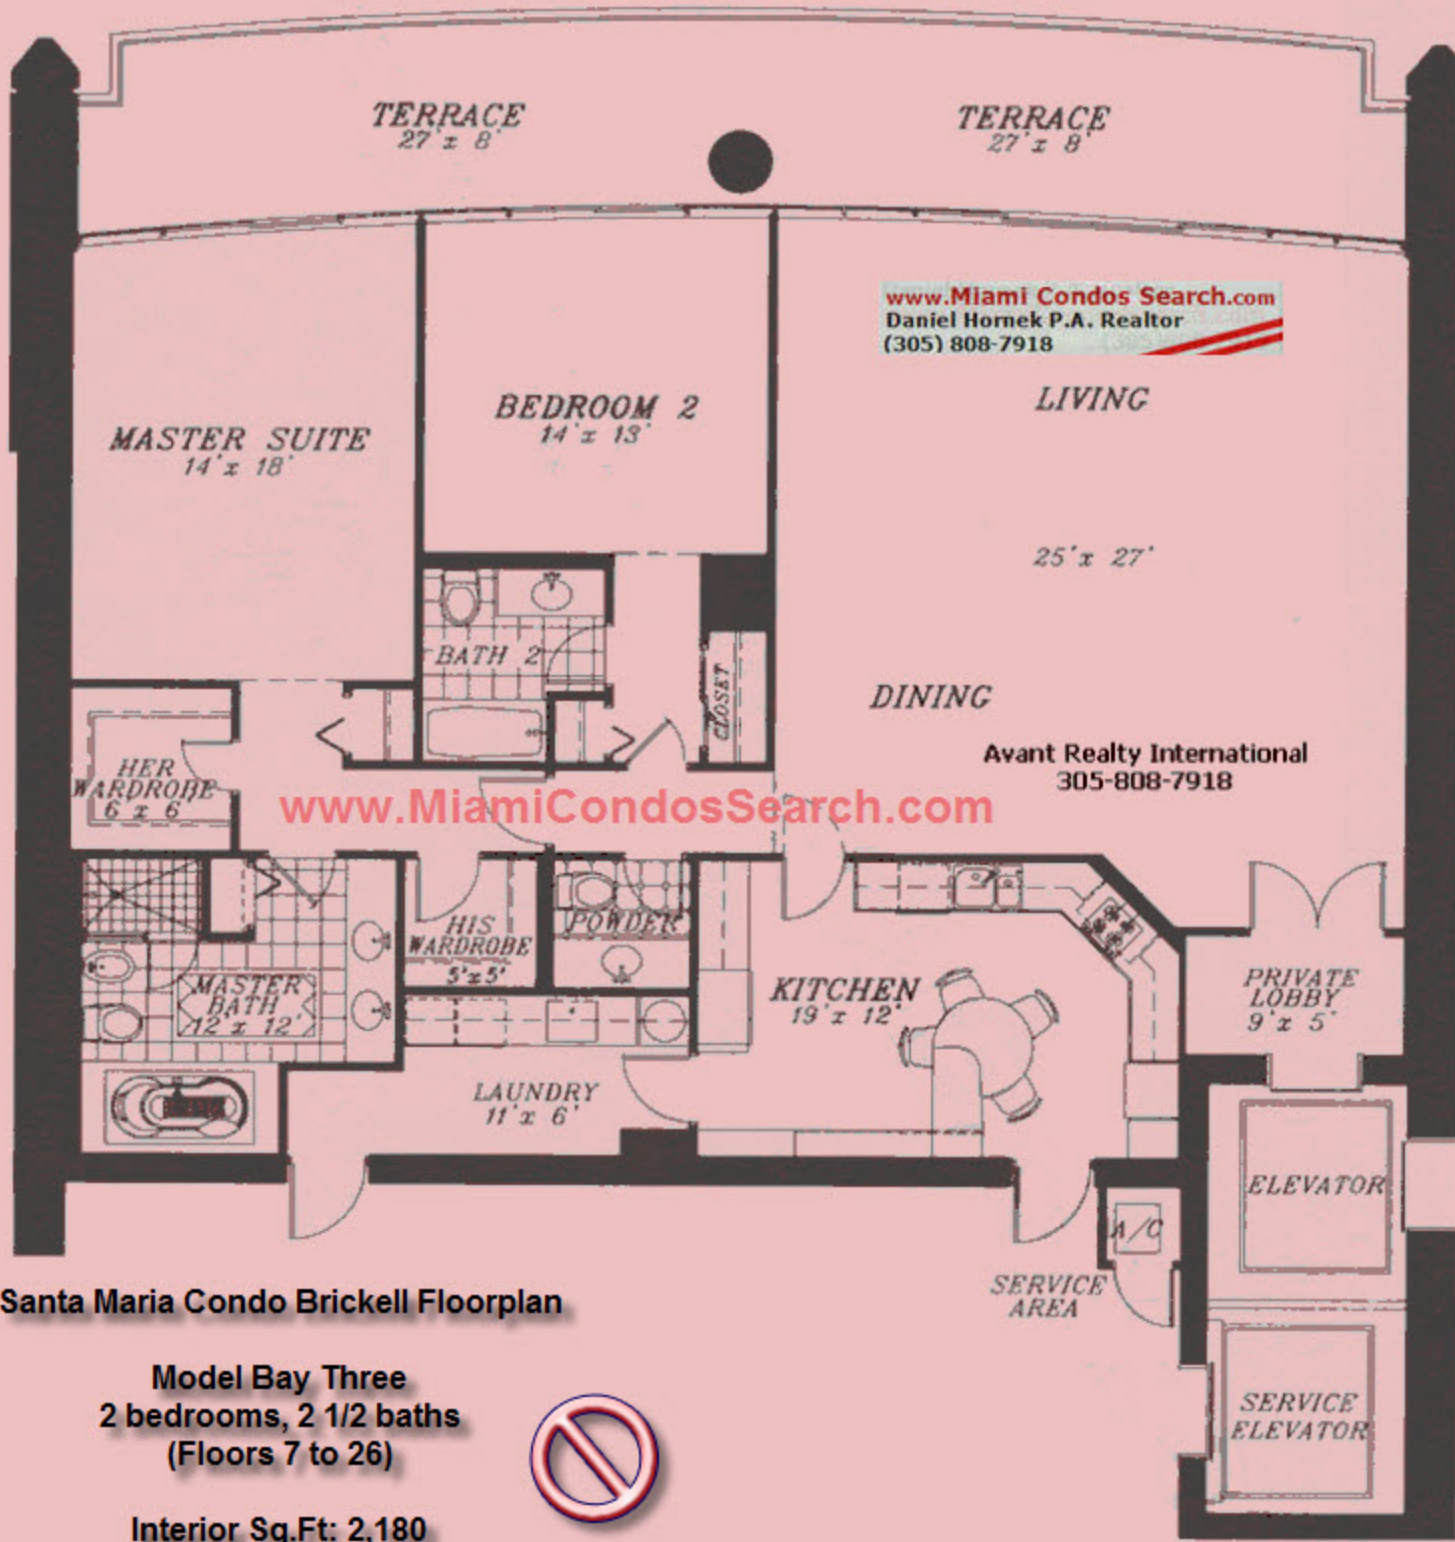 TERRACE
27' x 8'
TERRACE
27' x 8'
www.Miami Condos Search.com
Daniel Hornek P.A. Realtor
(305) 808-7918
LIVING
BEDROOM 2
14' x 13'
MASTER SUITE
14' x 18'
25' x 27'
BATH 2
CLOSET
DINING
Avant Realty International
305-808-7918
HER
WARDROBE
6' x 6'
www.MiamiCondosSearch.com
HIS
WARDROBE
5' x 5'
POWDER
MASTER
BATH
12' x 12'
KITCHEN
19' x 12'
PRIVATE
LOBBY
9' x 5'
LAUNDRY
11' x 6'
ELEVATOR
A/C
SERVICE
AREA
SERVICE
ELEVATOR
Santa Maria Condo Brickell Floorplan
Model Bay Three
2 bedrooms, 2 1/2 baths
(Floors 7 to 26)
Interior Sq.Ft: 2,180